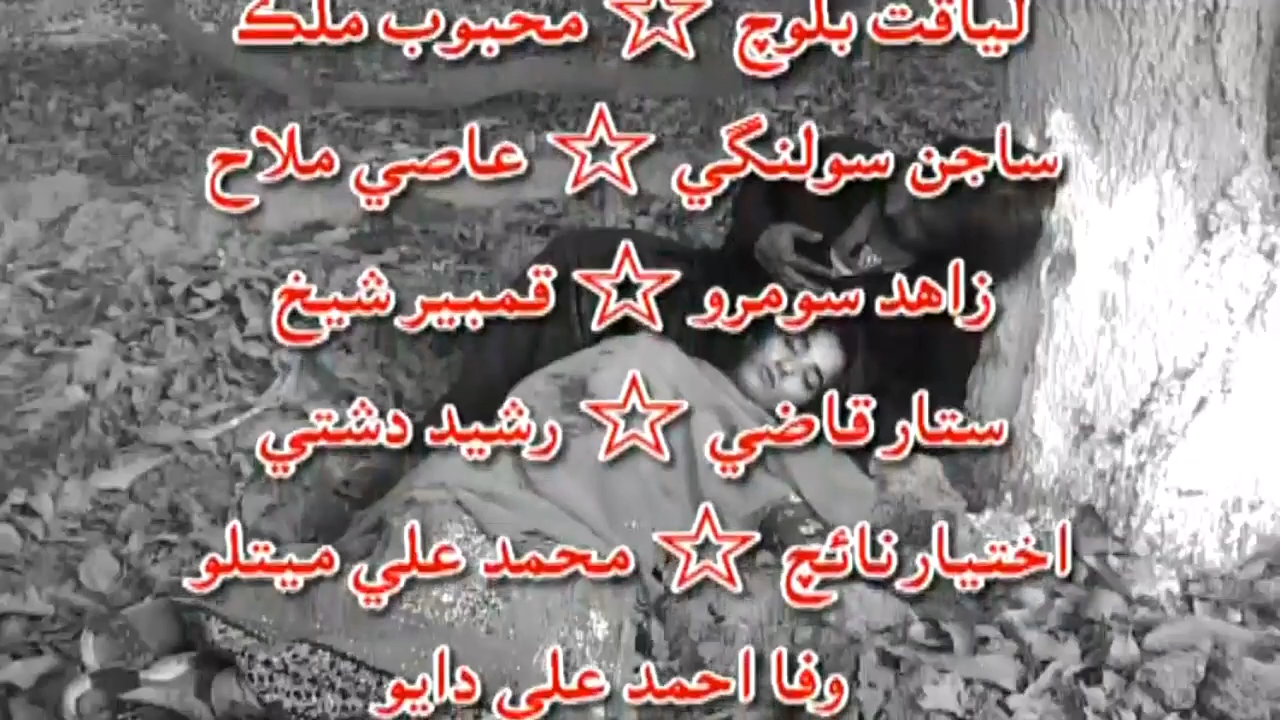 لياقت بلوچ ☆ محبوب ملڪ
ساجن سولنگي ☆ عاصي ملاح
زاهد سومرو ☆ قمبير شيخ
ستار قاضي ☆ رشيد دشتي
اختيار نائچ ☆ محمد علي ميتلو
وفا احمد علي دايو